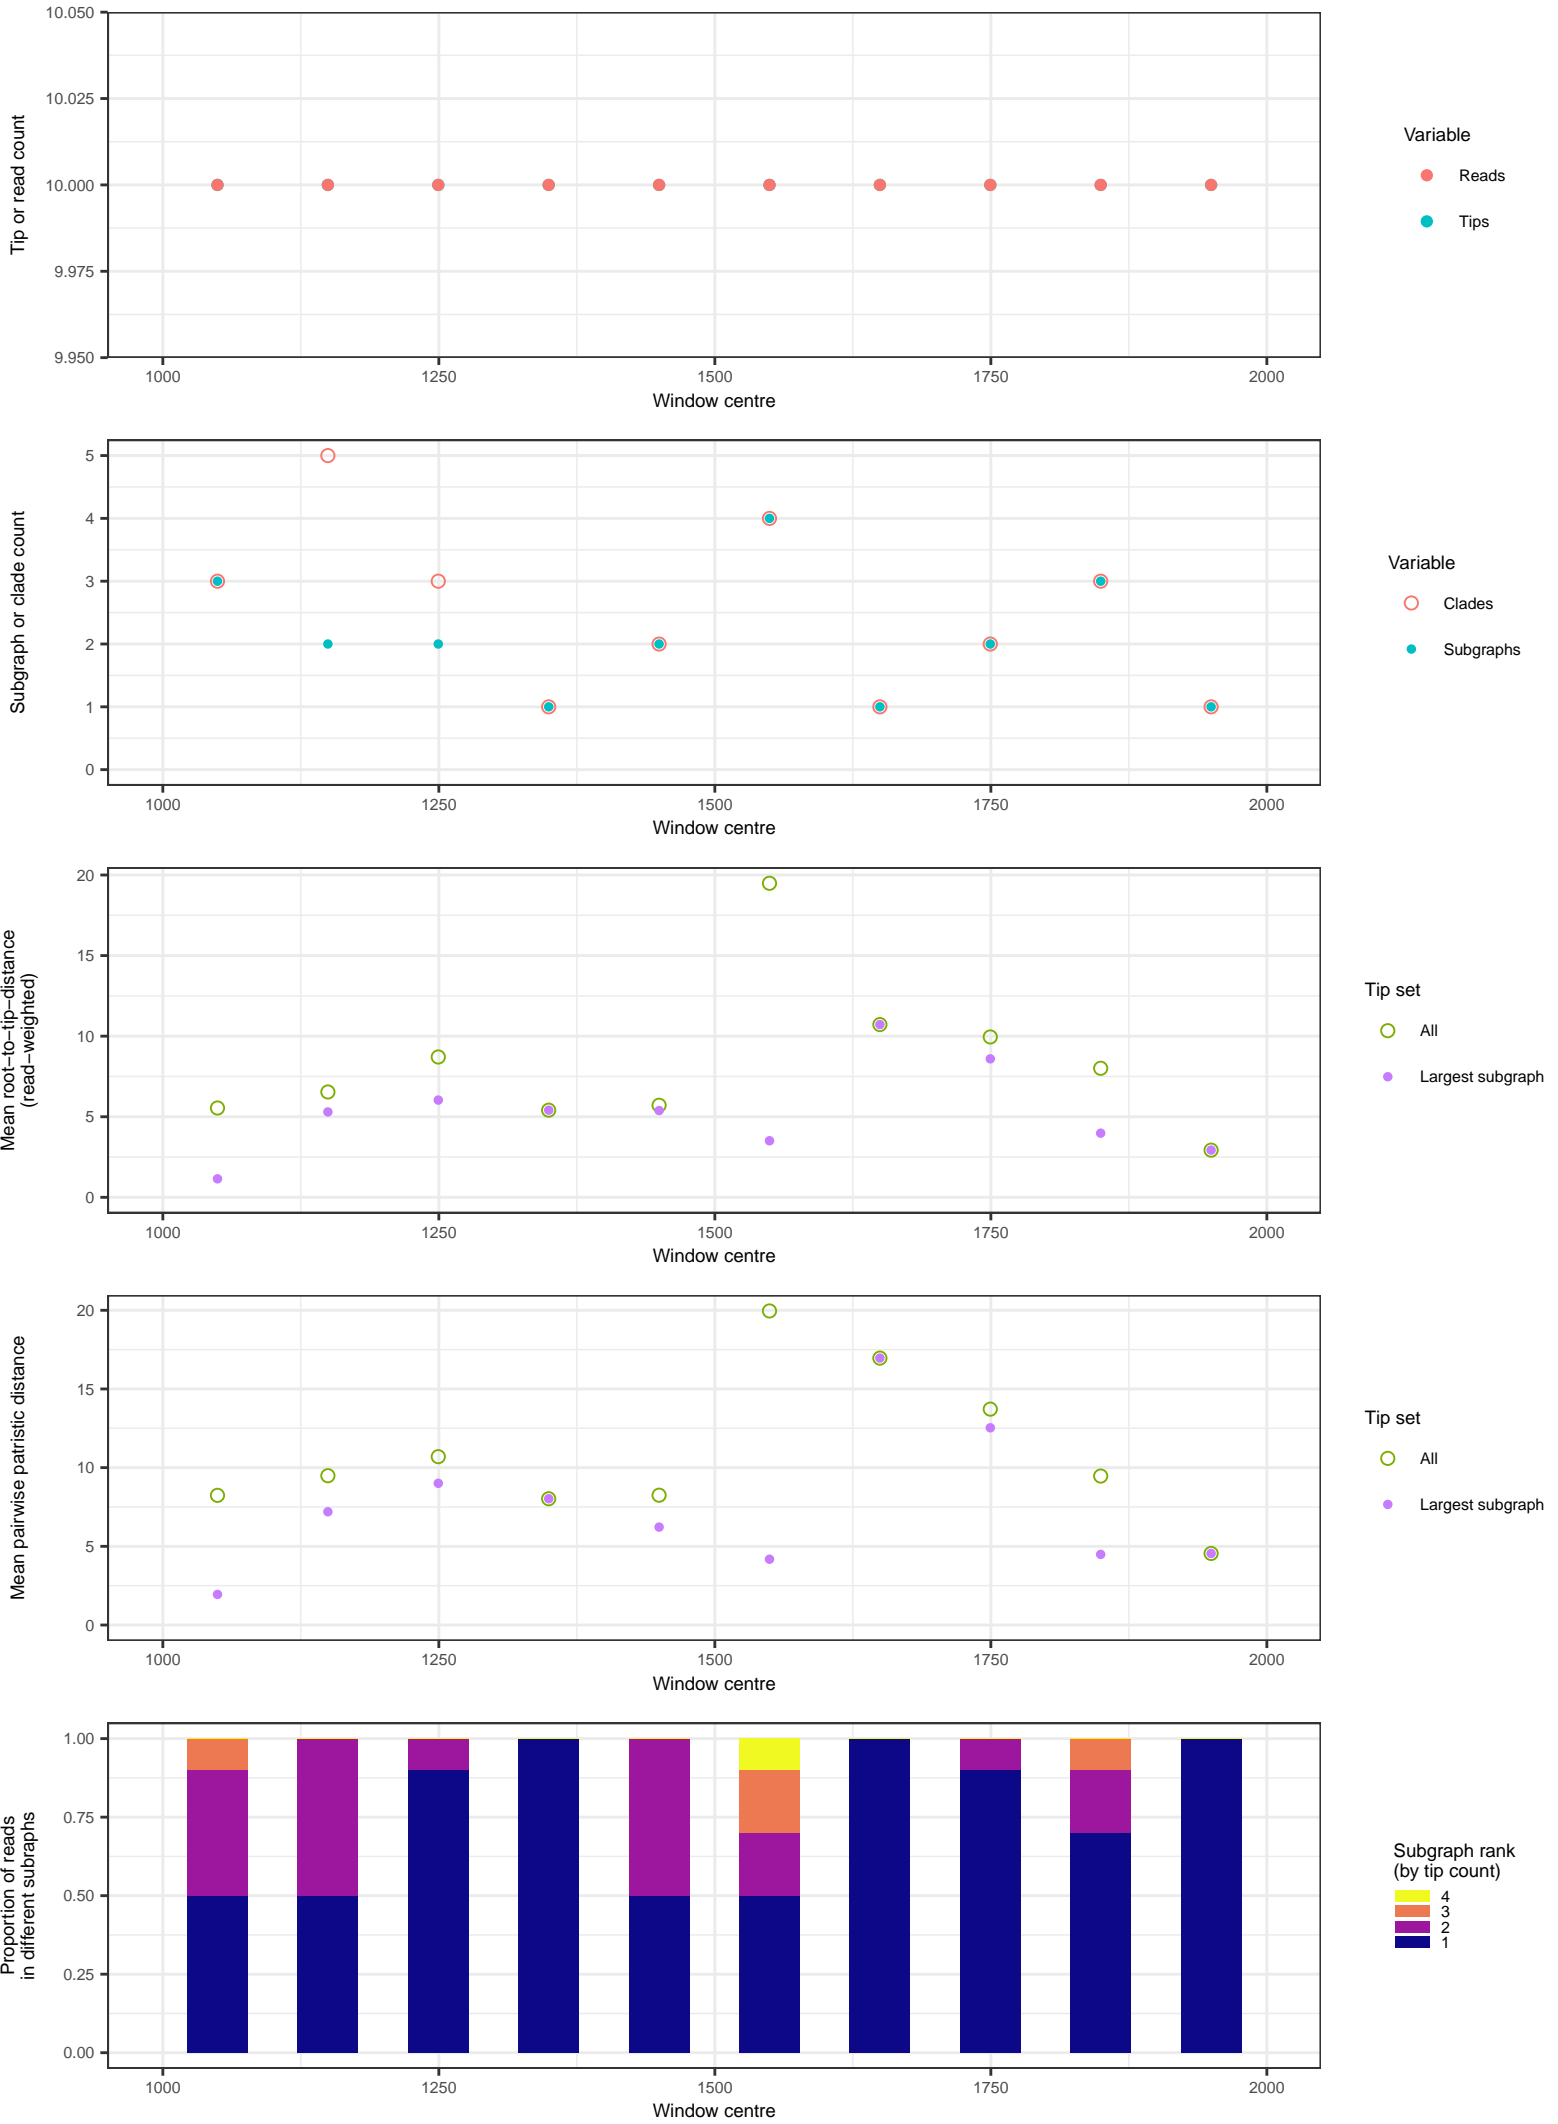 10.050
10.025
10.000
9.975
9.950
Tip or read count
1000 1250 1500 1750 2000
Window centre
Variable
Reads
Tips
5
4
3
2
1
0
Subgraph or clade count
1000 1250 1500 1750 2000
Window centre
Variable
Clades
Subgraphs
20
15
10
5
0
Mean root−to−tip−distance
(read−weighted)
1000 1250 1500 1750 2000
Window centre
Tip set
All
Largest subgraph
20
15
10
5
0
Mean pairwise patristic distance
1000 1250 1500 1750 2000
Window centre
Tip set
All
Largest subgraph
1.00
0.75
0.50
0.25
0.00
Proportion of reads
in different subraphs
1000 1250 1500 1750 2000
Window centre
Subgraph rank
(by tip count)
4
3
2
1